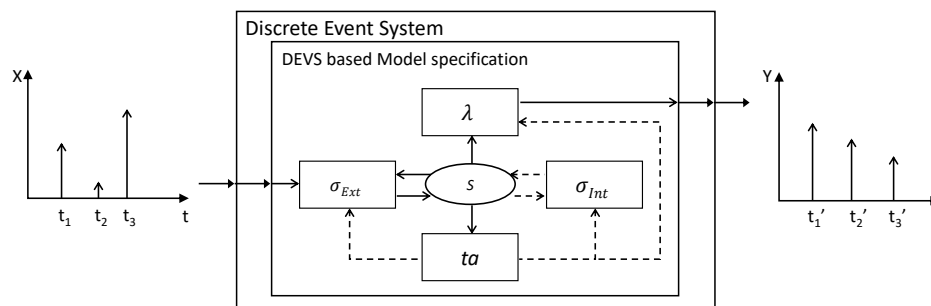 Discrete Event System
DEVS based Model specification
X
t₁
t₂
t₃
t
λ
σExt
s
σInt
ta
Y
t₁’
t₂’
t₃’